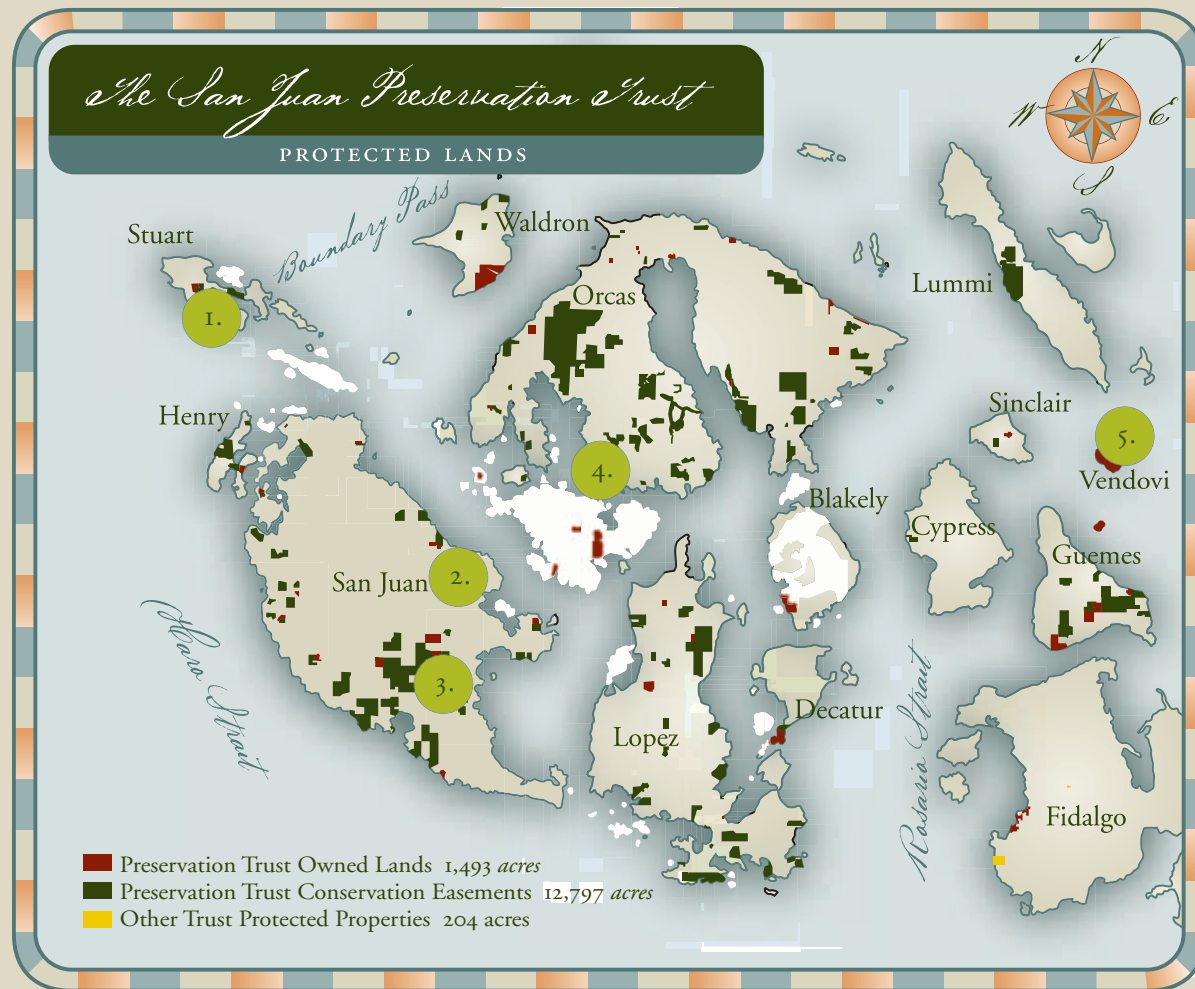 The San Juan Preservation Trust
PROTECTED LANDS
N
W
E
S
Boundary Pass
Waldron
Stuart
Orcas
Lummi
1.
Henry
Sinclair
5.
4.
Vendovi
Blakely
Cypress
Guemes
San Juan
2.
Haro Strait
3.
Decatur
Rosario Strait
Lopez
Fidalgo
Preservation Trust Owned Lands 1,493 acres
Preservation Trust Conservation Easements 12,797 acres
Other Trust Protected Properties 204 acres